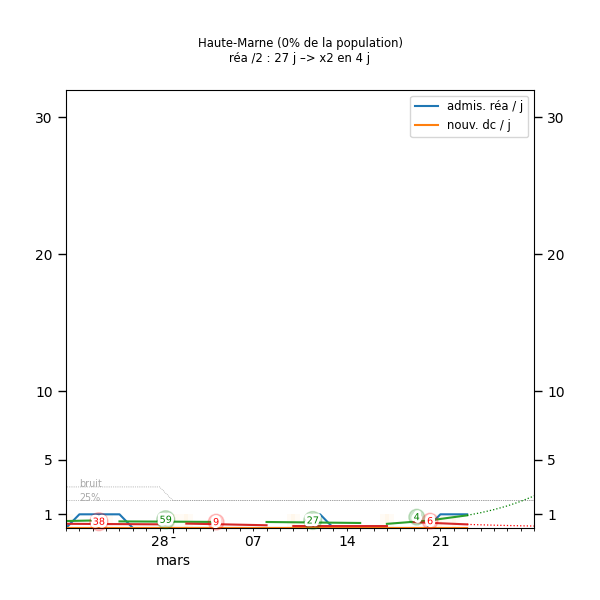 Haute-Marne (0% de la population)
réa /2 : 27 j –> x2 en 4 j
admis. réa / j
nouv. dc / j
30 30
20 20
10 10
5 5
bruit
25%
1 1
38 59 9 27 4 6
28 07 14 21
mars